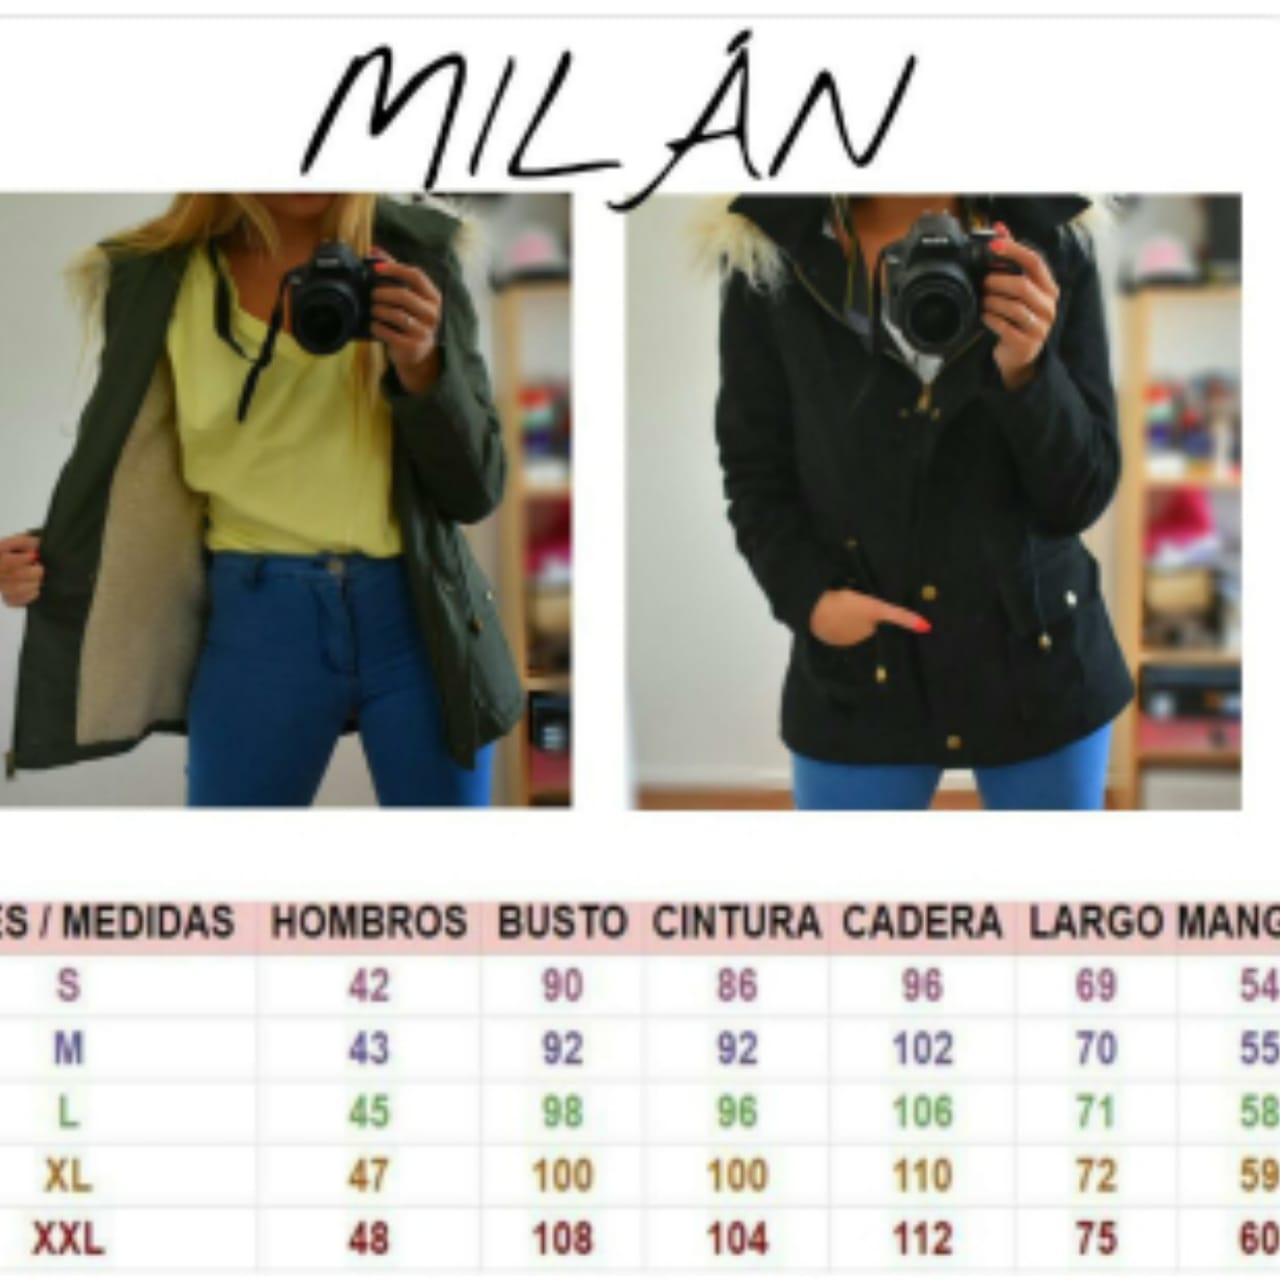 MILÁN
ES / MEDIDAS HOMBROS BUSTO CINTURA CADERA LARGO MANG
S 42 90 86 96 69 54
M 43 92 92 102 70 55
L 45 98 96 106 71 58
XL 47 100 100 110 72 59
XXL 48 108 104 112 75 60